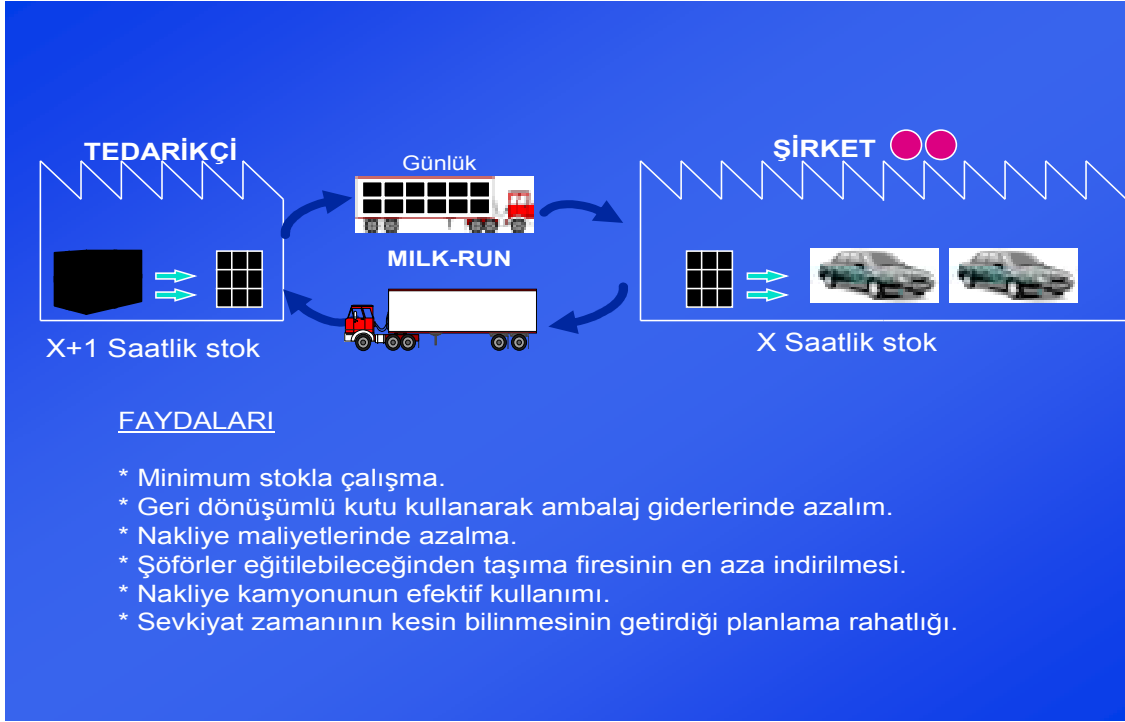 TEDARİKÇİ
Günlük
ŞİRKET
MILK-RUN
X+1 Saatlik stok
X Saatlik stok
FAYDALARI
* Minimum stokla çalışma.
* Geri dönüşümlü kutu kullanarak ambalaj giderlerinde azalım.
* Nakliye maliyetlerinde azalma.
* Şöförler eğitilebileceğinden taşıma firesinin en aza indirilmesi.
* Nakliye kamyonunun efektif kullanımı.
* Sevkiyat zamanının kesin bilinmesinin getirdiği planlama rahatlığı.